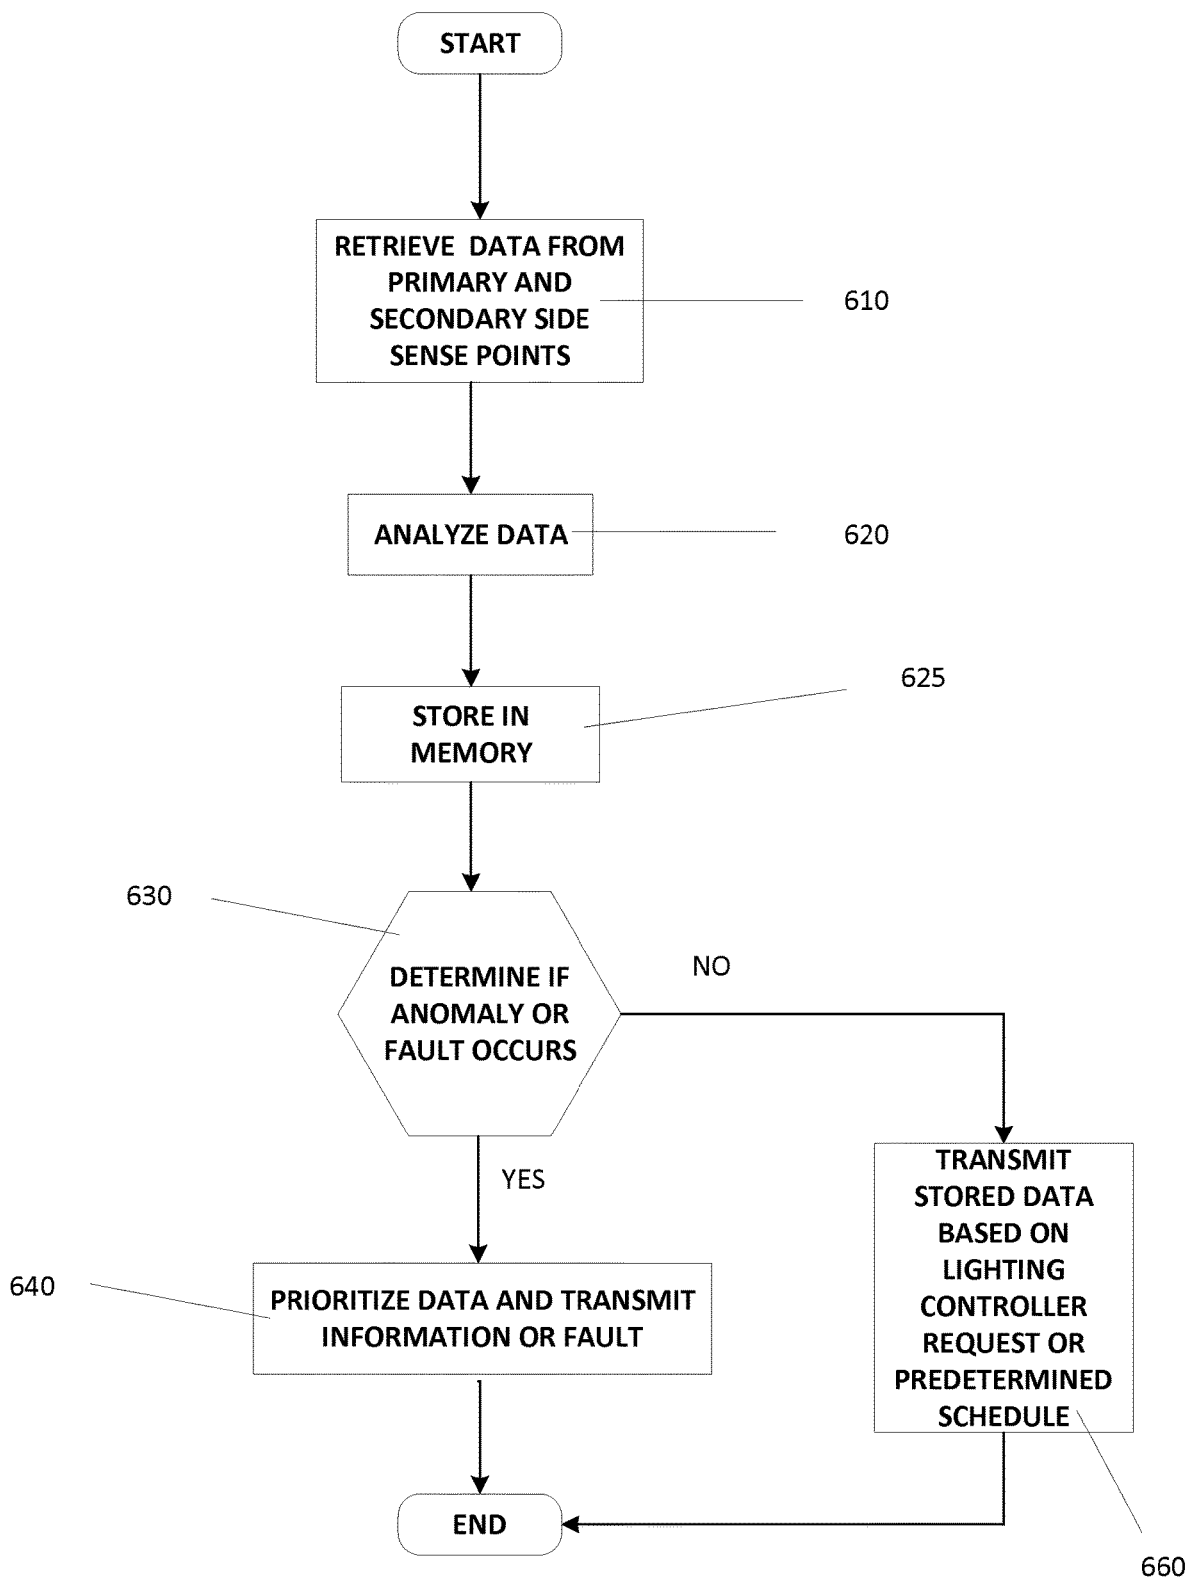 START
RETRIEVE DATA FROM
PRIMARY AND
SECONDARY SIDE
SENSE POINTS
610
ANALYZE DATA
620
STORE IN
MEMORY
625
630
DETERMINE IF
ANOMALY OR
FAULT OCCURS
NO
YES
TRANSMIT
STORED DATA
BASED ON
LIGHTING
CONTROLLER
REQUEST OR
PREDETERMINED
SCHEDULE
640
PRIORITIZE DATA AND TRANSMIT
INFORMATION OR FAULT
END
660